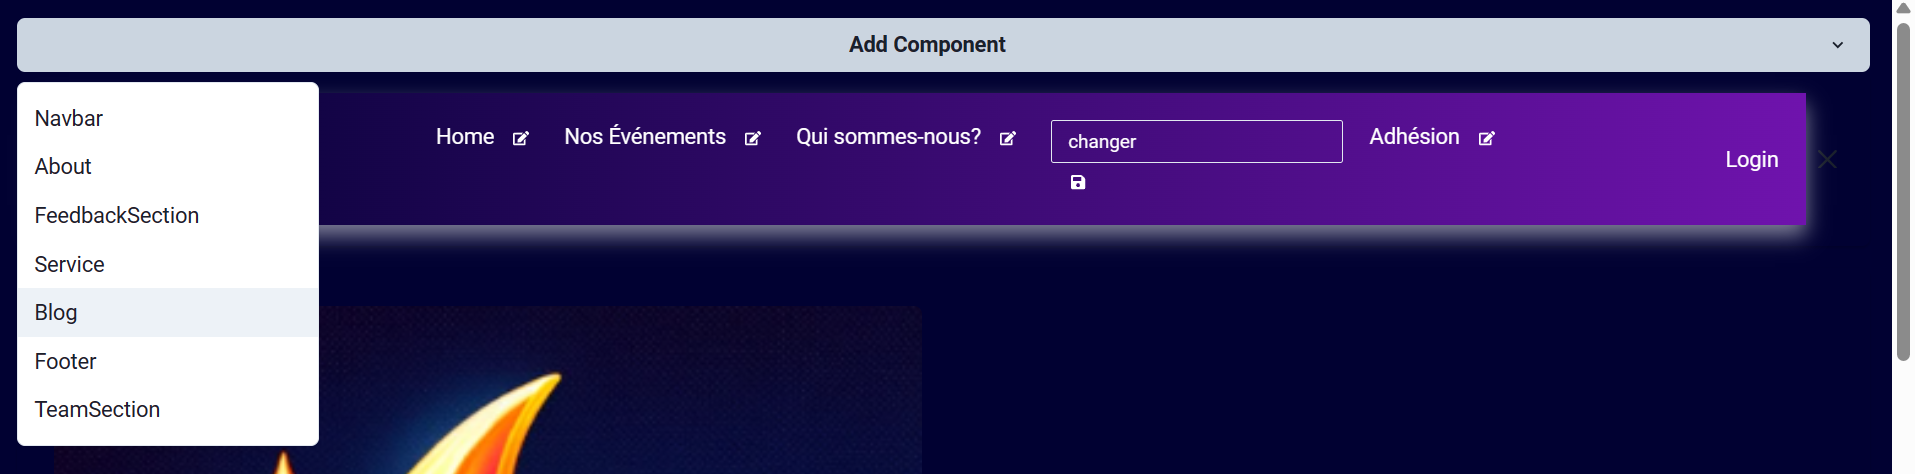 Add Component
Navbar
About
FeedbackSection
Service
Blog
Footer
TeamSection
Home
Nos Événements
Qui sommes-nous?
changer
Adhésion
Login